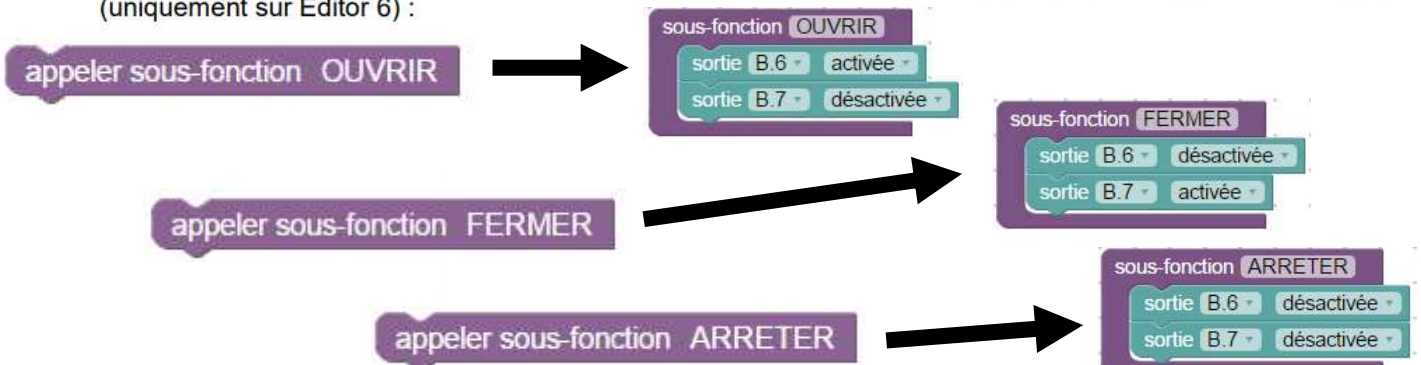 (uniquement sur Editor 6) :
appeler sous-fonction OUVRIR
sous-fonction OUVRIR
sortie B.6 activée
sortie B.7 désactivée
appeler sous-fonction FERMER
sous-fonction FERMER
sortie B.6 désactivée
sortie B.7 activée
appeler sous-fonction ARRETER
sous-fonction ARRETER
sortie B.6 désactivée
sortie B.7 désactivée